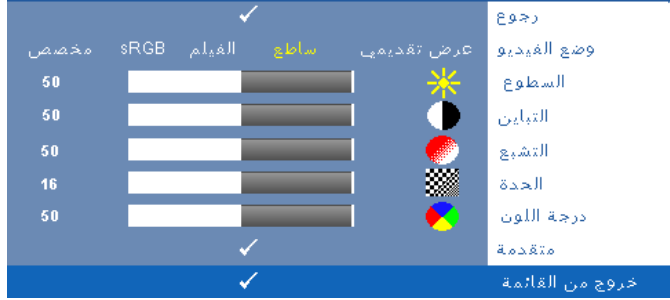 رجوع
وضع الفيديو عرض تقديمي ساطع الفيلم sRGB مخصص
السطوع 50
التباين 50
التشبع 50
الحدة 16
درجة اللون 50
متقدمة
خروج من القائمة